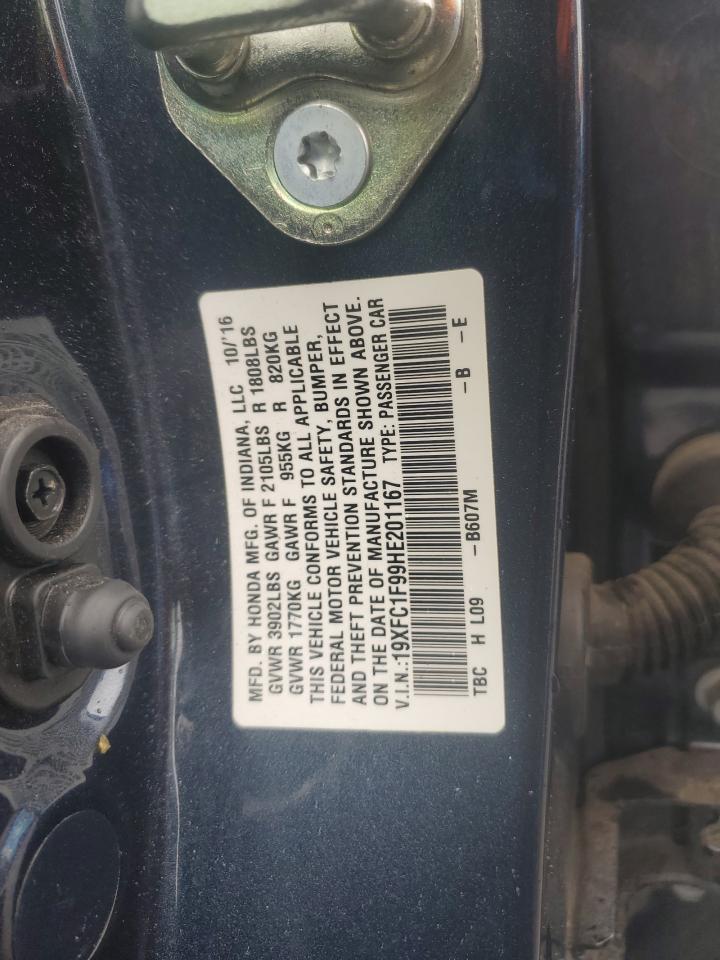 MFD. BY HONDA MFG. OF INDIANA, LLC 10/'16
GVWR 3902LBS GAWR F 2105LBS R 1808LBS
GVWR 1770KG GAWR F 955KG R 820KG
THIS VEHICLE CONFORMS TO ALL APPLICABLE
FEDERAL MOTOR VEHICLE SAFETY, BUMPER,
AND THEFT PREVENTION STANDARDS IN EFFECT
ON THE DATE OF MANUFACTURE SHOWN ABOVE.
V.I.N.:19XFC1F99HE201167 TYPE: PASSENGER CAR
TBC H L09 -B607M -B -E